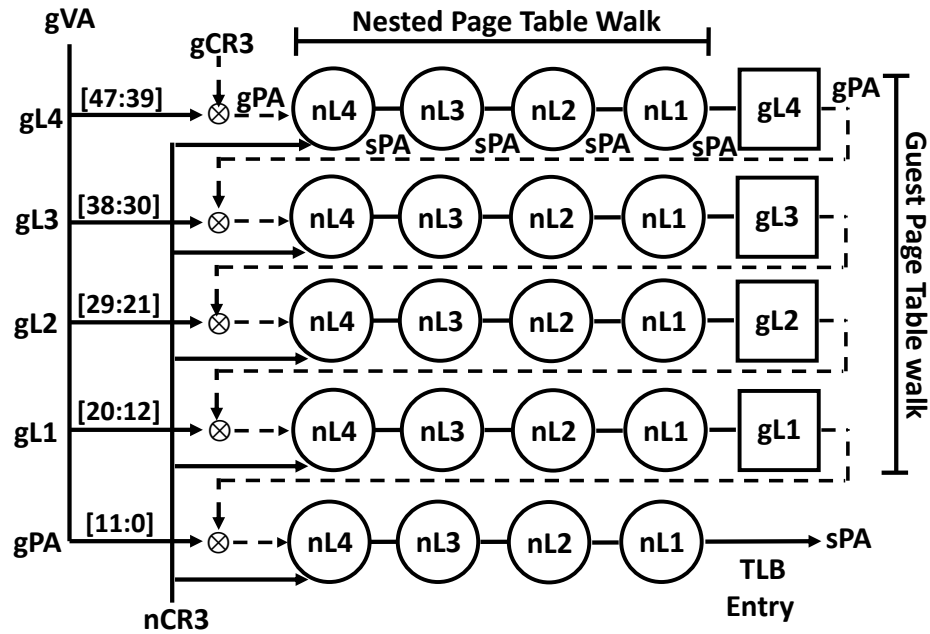 gVA
Nested Page Table Walk
gCR3
gL4
[47:39]
gPA
nL4
nL3
nL2
nL1
gL4
gPA
sPA
sPA
sPA
sPA
gL3
[38:30]
nL4
nL3
nL2
nL1
gL3
gL2
[29:21]
nL4
nL3
nL2
nL1
gL2
gL1
[20:12]
nL4
nL3
nL2
nL1
gL1
Guest Page Table walk
gPA
[11:0]
nL4
nL3
nL2
nL1
sPA
TLB
Entry
nCR3